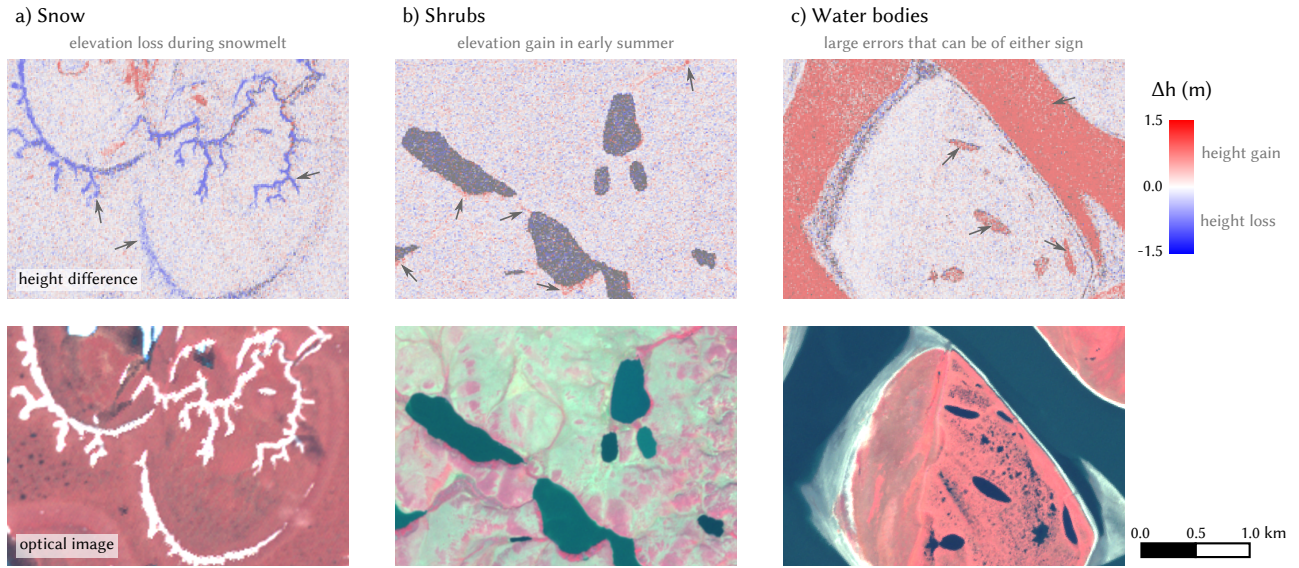 a) Snow
elevation loss during snowmelt
b) Shrubs
elevation gain in early summer
c) Water bodies
large errors that can be of either sign
height difference
Δh (m)
1.5
height gain
0.0
height loss
-1.5
optical image
0.0 0.5 1.0 km